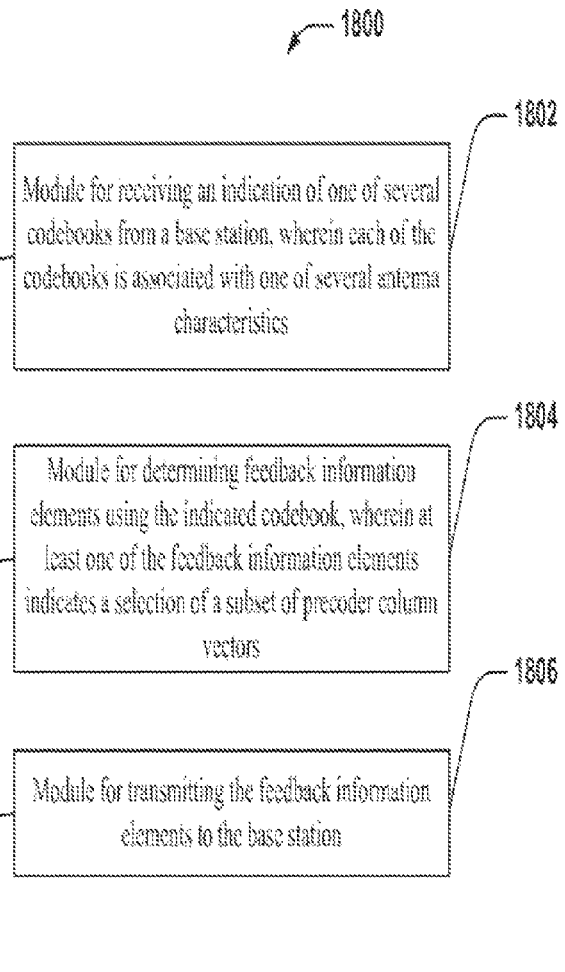 1800
1802
Module for receiving an indication of one of several
codebooks from a base station, wherein each of the
codebooks is associated with one of several antenna
characteristics
1804
Module for determining feedback information
elements using the indicated codebook, wherein at
least one of the feedback information elements
indicates a selection of a subset of precoder column
vectors
1806
Module for transmitting the feedback information
elements to the base station